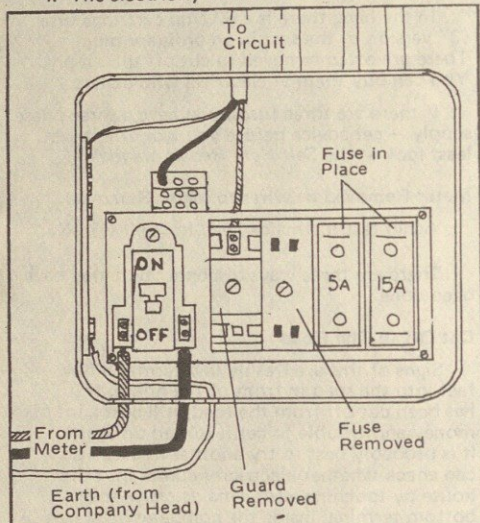 To
Circuit
Fuse in
Place
ON
OFF
5A
15A
From
Meter
Fuse
Removed
Earth (from
Company Head)
Guard
Removed